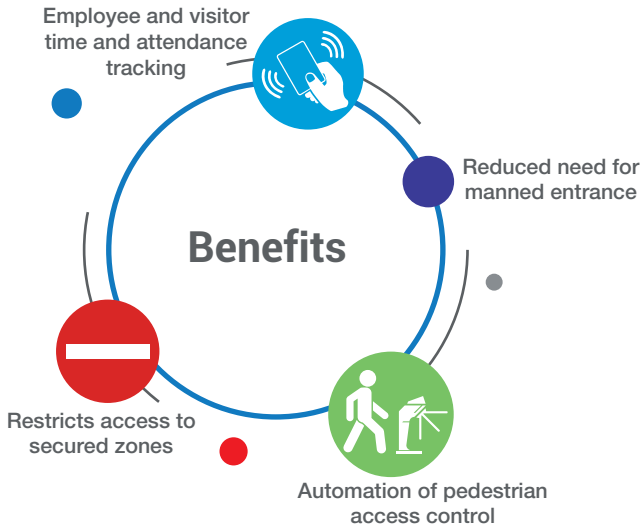 Employee and visitor
time and attendance
tracking
Reduced need for
manned entrance
Benefits
Restricts access to
secured zones
Automation of pedestrian
access control